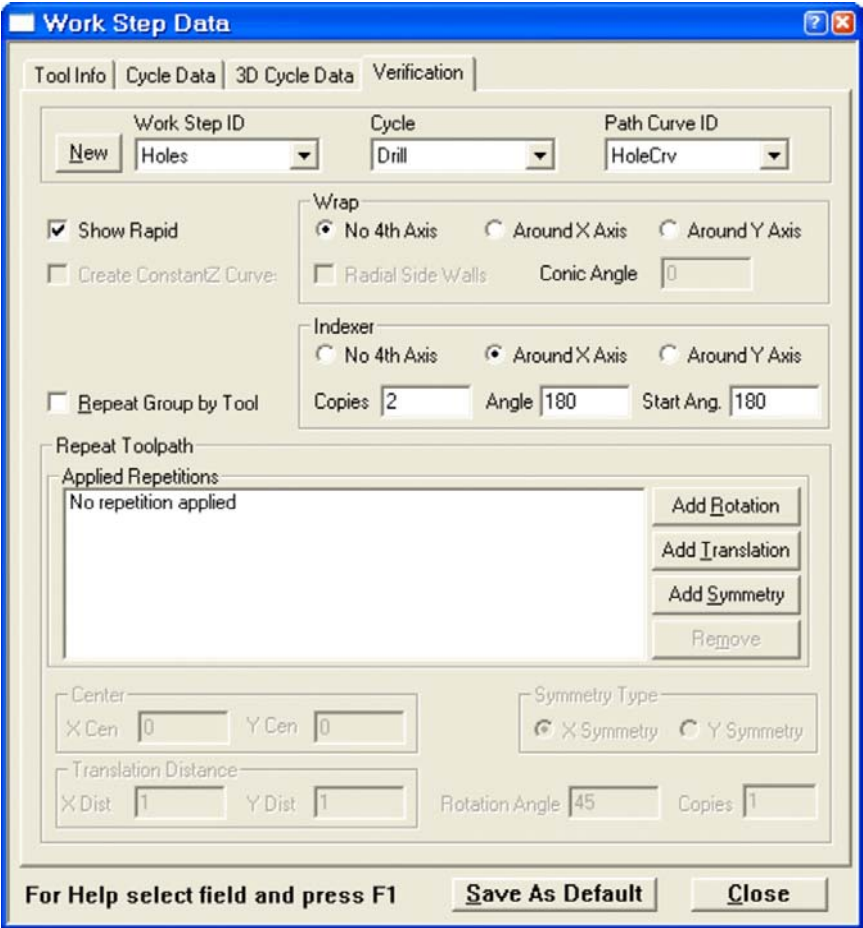 Work Step Data
Tool Info Cycle Data 3D Cycle Data Verification
Work Step ID Cycle Path Curve ID
New Holes Drill HoleCrv
Wrap
Show Rapid No 4th Axis Around X Axis Around Y Axis
Create ConstantZ Curve: Radial Side Walls Conic Angle 0
Indexer
No 4th Axis Around X Axis Around Y Axis
Repeat Group by Tool Copies 2 Angle 180 Start Ang. 180
Repeat Toolpath
Applied Repetitions
No repetition applied
Add Rotation
Add Translation
Add Symmetry
Remove
Center Symmetry Type
X Cen 0 Y Cen 0 X Symmetry Y Symmetry
Translation Distance
X Dist 1 Y Dist 1 Rotation Angle 45 Copies 1
For Help select field and press F1 Save As Default Close